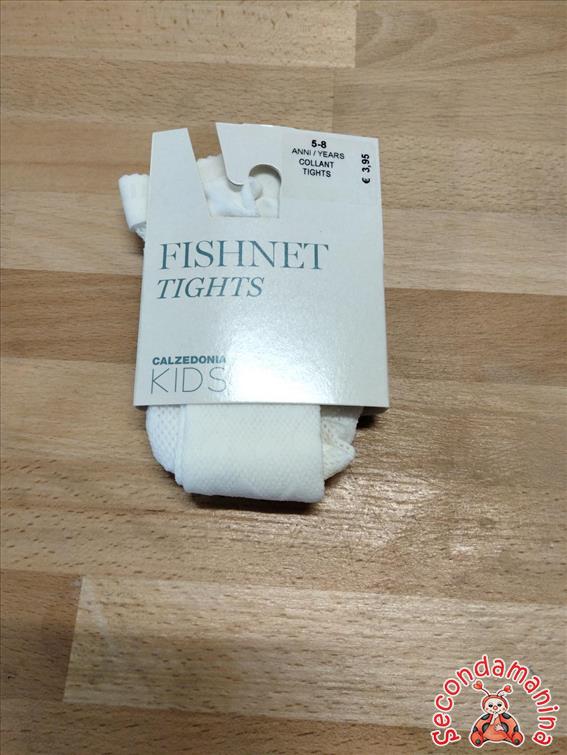 5-8
ANNI / YEARS
COLLANT
TIGHTS
€ 3,95
FISHNET
TIGHTS
CALZEDONIA
KIDS
secondamanina